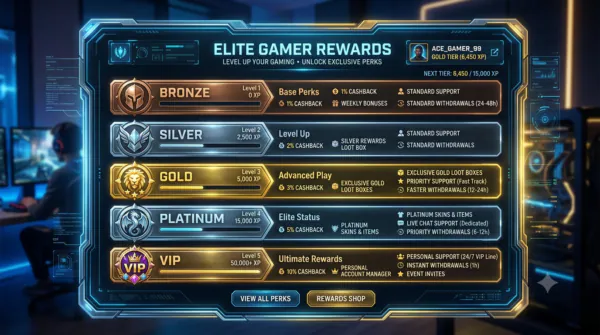 ELITE GAMER REWARDS
LEVEL UP YOUR GAMING • UNLOCK EXCLUSIVE PERKS
ACE_GAMER_99
GOLD TIER (6,450 XP)
NEXT TIER: 8,450 / 15,000 XP
BRONZE
Level 1
0 XP
Base Perks
1% CASHBACK
1% CASHBACK
WEEKLY BONUSES
STANDARD SUPPORT
STANDARD WITHDRAWALS (24-48h)
SILVER
Level 2
2,500 XP
Level Up
2% CASHBACK
SILVER REWARDS
LOOT BOX
STANDARD SUPPORT
STANDARD WITHDRAWALS
GOLD
Level 3
5,000 XP
Advanced Play
3% CASHBACK
EXCLUSIVE GOLD
LOOT BOXES
EXCLUSIVE GOLD LOOT BOXES
PRIORITY SUPPORT (Fast Track)
FASTER WITHDRAWALS (12-24h)
PLATINUM
Level 4
15,000 XP
Elite Status
5% CASHBACK
PLATINUM
SKINS & ITEMS
PLATINUM SKINS & ITEMS
LIVE CHAT SUPPORT (Dedicated)
PRIORITY WITHDRAWALS (6-12h)
VIP
VIP
Level 5
50,000+ XP
Ultimate Rewards
10% CASHBACK
PERSONAL
ACCOUNT MANAGER
PERSONAL SUPPORT (24/7 VIP Line)
INSTANT WITHDRAWALS (1h)
EVENT INVITES
VIEW ALL PERKS
REWARDS SHOP